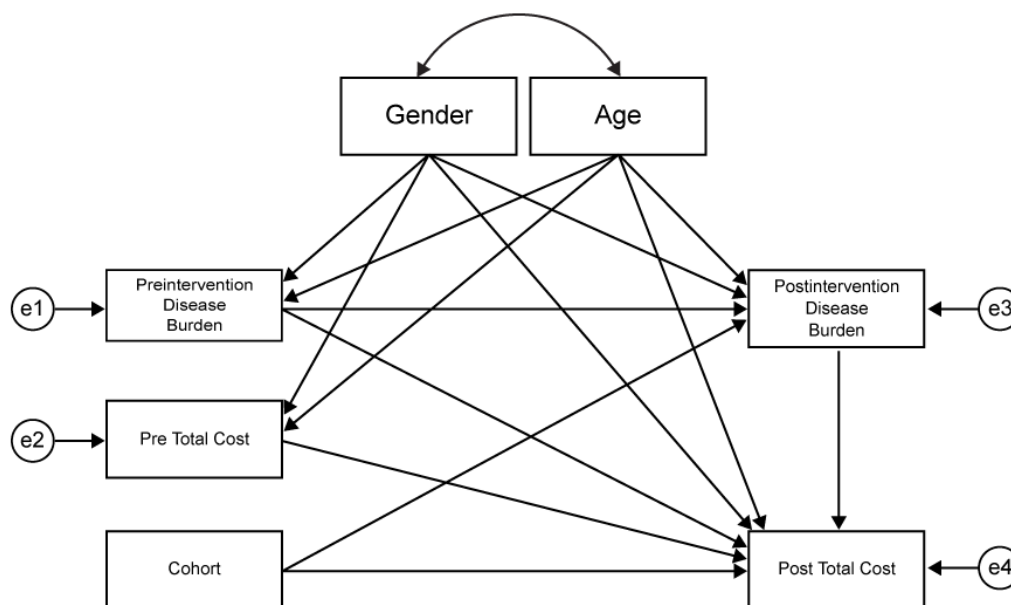 Gender
Age
Preintervention
Disease
Burden
Postintervention
Disease
Burden
e1
e3
e2
Pre Total Cost
Cohort
Post Total Cost
e4